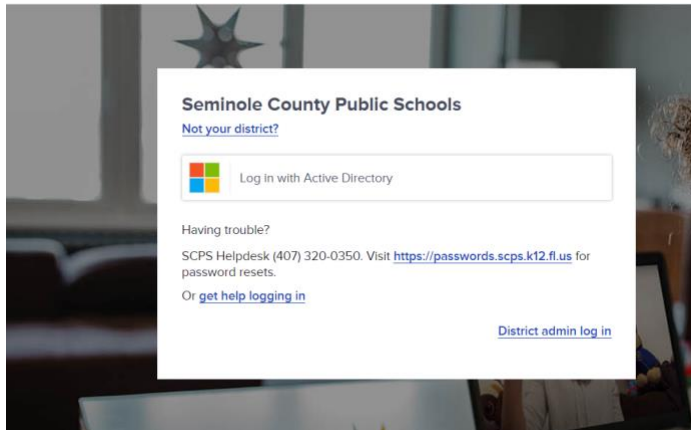 Seminole County Public Schools
Not your district?
Log in with Active Directory
Having trouble?
SCPS Helpdesk (407) 320-0350. Visit https://passwords.scps.k12.fl.us for
password resets.
Or get help logging in
District admin log in